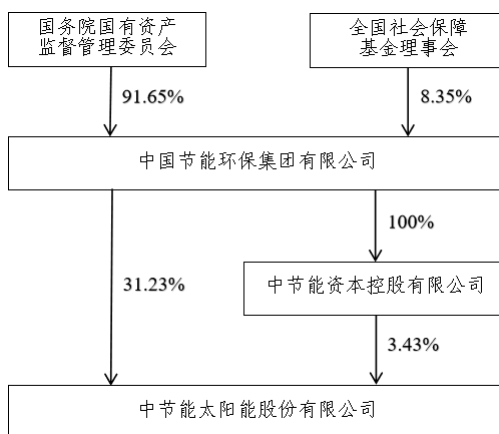 国务院国有资产
监督管理委员会
全国社会保障
基金理事会
91.65%
8.35%
中国节能环保集团有限公司
100%
31.23%
中节能资本控股有限公司
3.43%
中节能太阳能股份有限公司